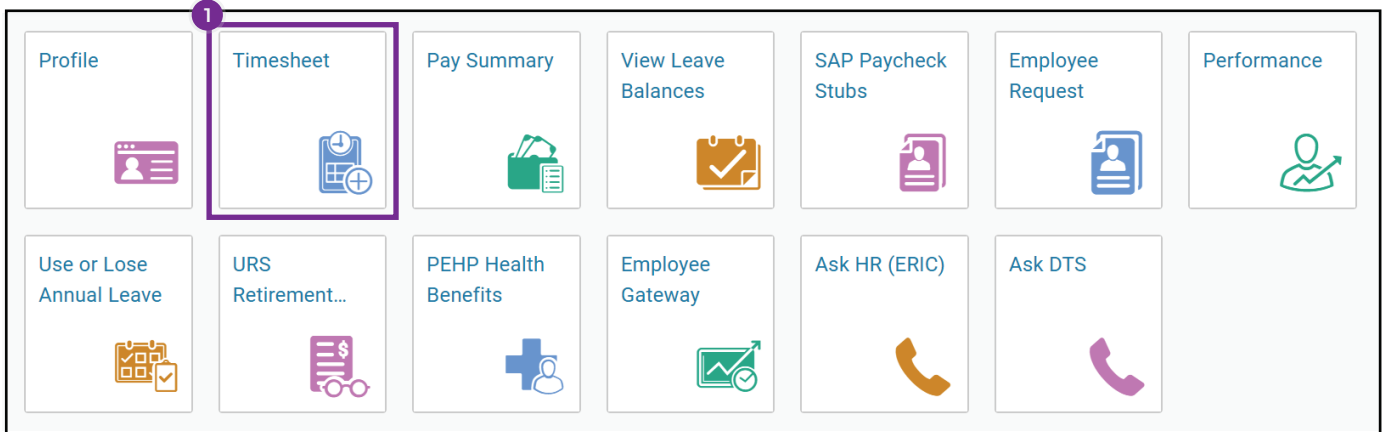 1
Profile
Timesheet
Pay Summary
View Leave
Balances
SAP Paycheck
Stubs
Employee
Request
Performance
Use or Lose
Annual Leave
URS
Retirement...
PEHP Health
Benefits
Employee
Gateway
Ask HR (ERIC)
Ask DTS
$